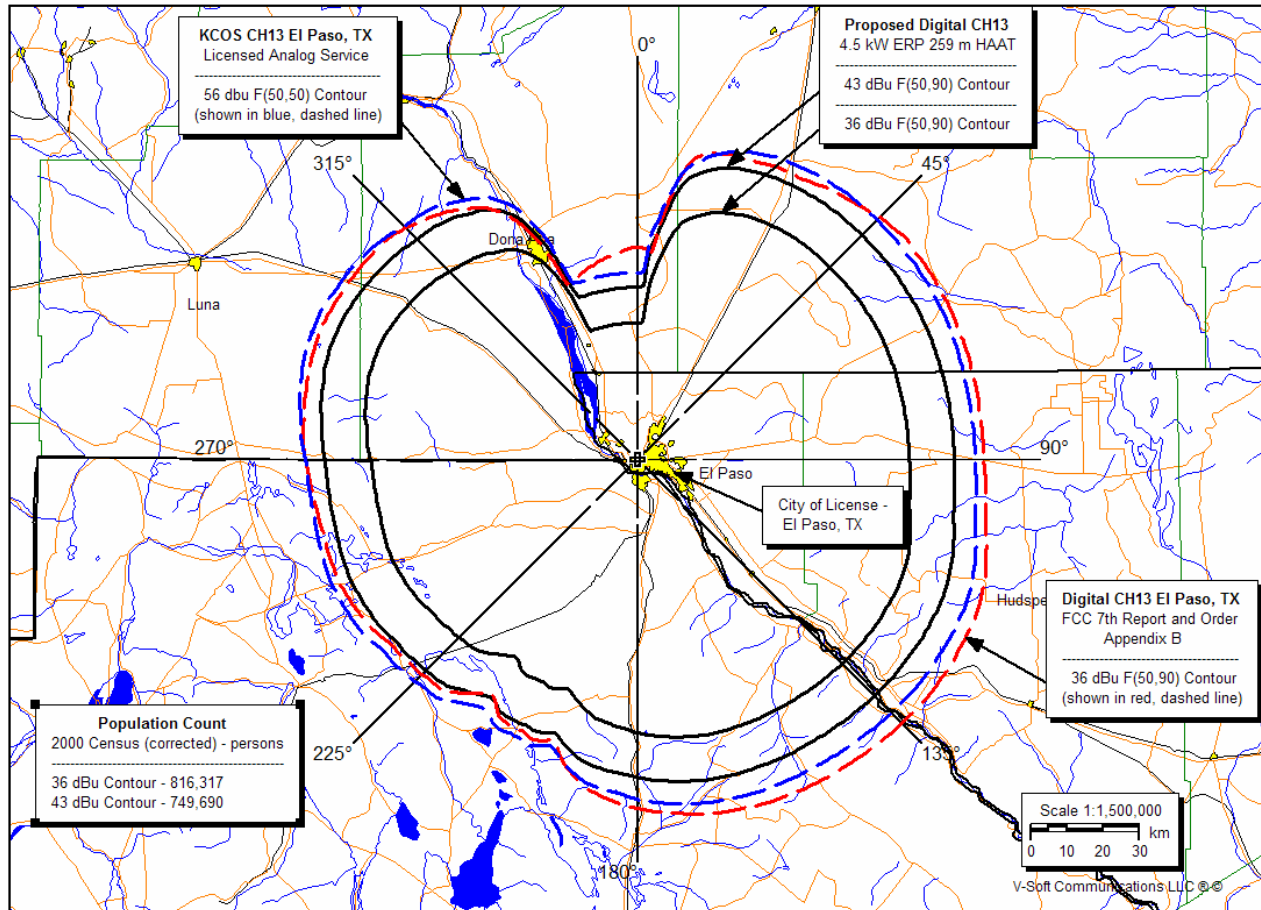 KCOS CH13 El Paso, TX
Licensed Analog Service
56 dbu F(50,50) Contour
(shown in blue, dashed line)
0°
Proposed Digital CH13
4.5 kW ERP 259 m HAAT
43 dBu F(50,90) Contour
36 dBu F(50,90) Contour
315°
45°
Luna
270°
90°
El Paso
City of License -
El Paso, TX
Digital CH13 El Paso, TX
FCC 7th Report and Order
Appendix B
36 dBu F(50,90) Contour
(shown in red, dashed line)
Population Count
2000 Census (corrected) - persons
36 dBu Contour - 816,317
43 dBu Contour - 749,690
225°
135°
180°
Scale 1:1,500,000
km
0 10 20 30
V-Soft Communications LLC ® ©